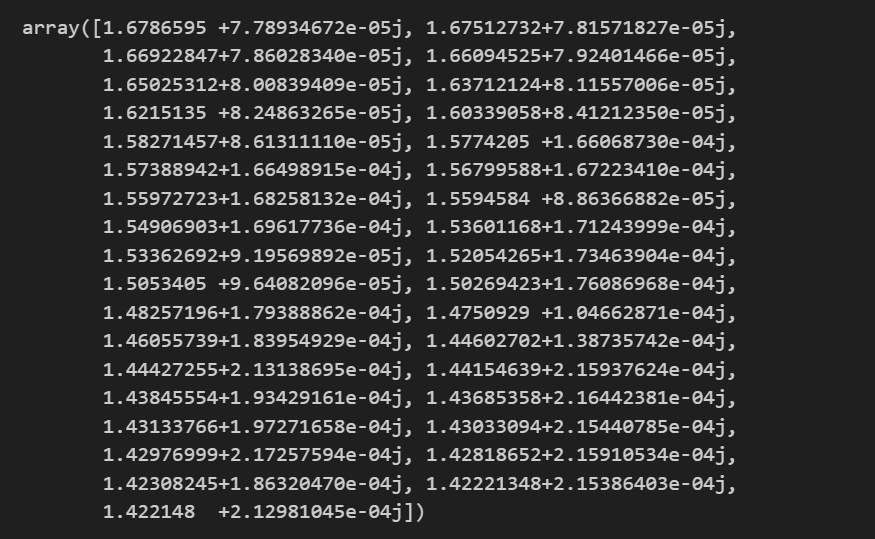 array([1.6786595 +7.78934672e-05j, 1.67512732+7.81571827e-05j,
1.66922847+7.86028340e-05j, 1.66094525+7.92401466e-05j,
1.65025312+8.00839409e-05j, 1.63712124+8.11557006e-05j,
1.6215135 +8.24863265e-05j, 1.60339058+8.41212350e-05j,
1.58271457+8.61311110e-05j, 1.5774205 +1.66068730e-04j,
1.57388942+1.66498915e-04j, 1.56799588+1.67223410e-04j,
1.55972723+1.68258132e-04j, 1.5594584 +8.86366882e-05j,
1.54906903+1.69617736e-04j, 1.53601168+1.71243999e-04j,
1.53362692+9.19569892e-05j, 1.52054265+1.73463904e-04j,
1.5053405 +9.64082096e-05j, 1.50269423+1.76086968e-04j,
1.48257196+1.79388862e-04j, 1.4750929 +1.04662871e-04j,
1.46055739+1.83954929e-04j, 1.44602702+1.38735742e-04j,
1.44427255+2.13138695e-04j, 1.44154639+2.15937624e-04j,
1.43845554+1.93429161e-04j, 1.43685358+2.16442381e-04j,
1.43133766+1.97271658e-04j, 1.43033094+2.15440785e-04j,
1.42976999+2.17257594e-04j, 1.42818652+2.15910534e-04j,
1.42308245+1.86320470e-04j, 1.42221348+2.15386403e-04j,
1.422148  +2.12981045e-04j])